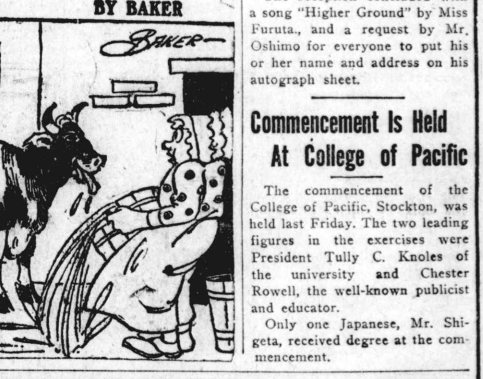 BY BAKER
BAKER
a song "Higher Ground" by Miss
Furuta., and a request by Mr.
Oshimo for everyone to put his
or her name and address on his
autograph sheet.
Commencement Is Held
At College of Pacific
The commencement of the
College of Pacific, Stockton, was
held last Friday. The two leading
figures in the exercises were
President Tully C. Knoles of
the university and Chester
Rowell, the well-known publicist
and educator.
Only one Japanese, Mr. Shi-
geta, received degree at the com-
mencement.